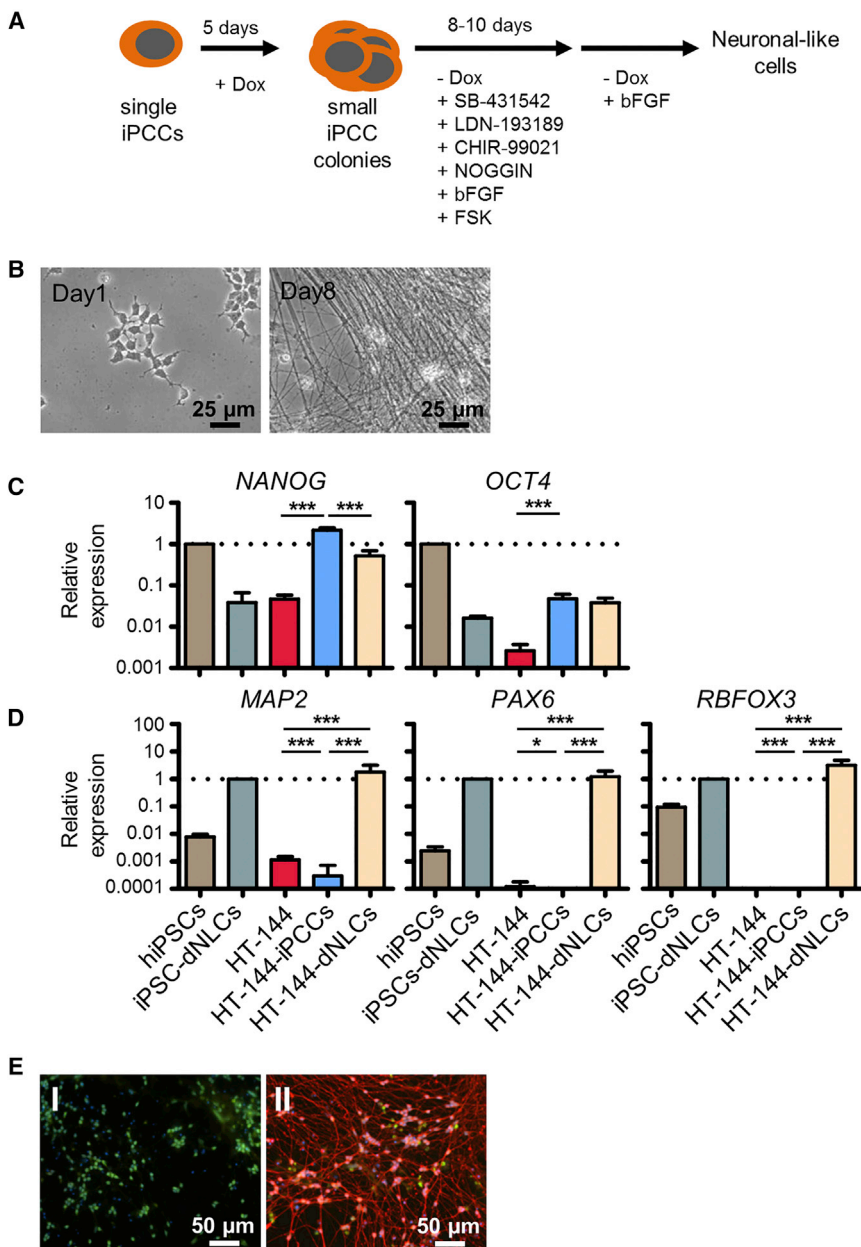 A
5 days
+ Dox
8-10 days
- Dox
+ SB-431542
+ LDN-193189
+ CHIR-99021
+ NOGGIN
+ bFGF
+ FSK
- Dox
+ bFGF
Neuronal-like
cells
single
iPCCs
small
iPCC
colonies
B
Day1
25 µm
Day8
25 µm
C
NANOG
OCT4
Relative
expression
10
1
0.1
0.01
0.001
*** ***
***
D
MAP2
PAX6
RBFOX3
Relative
expression
100
10
1
0.1
0.01
0.001
0.0001
***
*** ***
***
* ***
***
*** ***
hiPSCs
iPSC-dNLCs
HT-144
HT-144-iPCCs
HT-144-dNLCs
hiPSCs
iPSCs-dNLCs
HT-144
HT-144-iPCCs
HT-144-dNLCs
hiPSCs
iPSC-dNLCs
HT-144
HT-144-iPCCs
HT-144-dNLCs
E
I
50 µm
II
50 µm